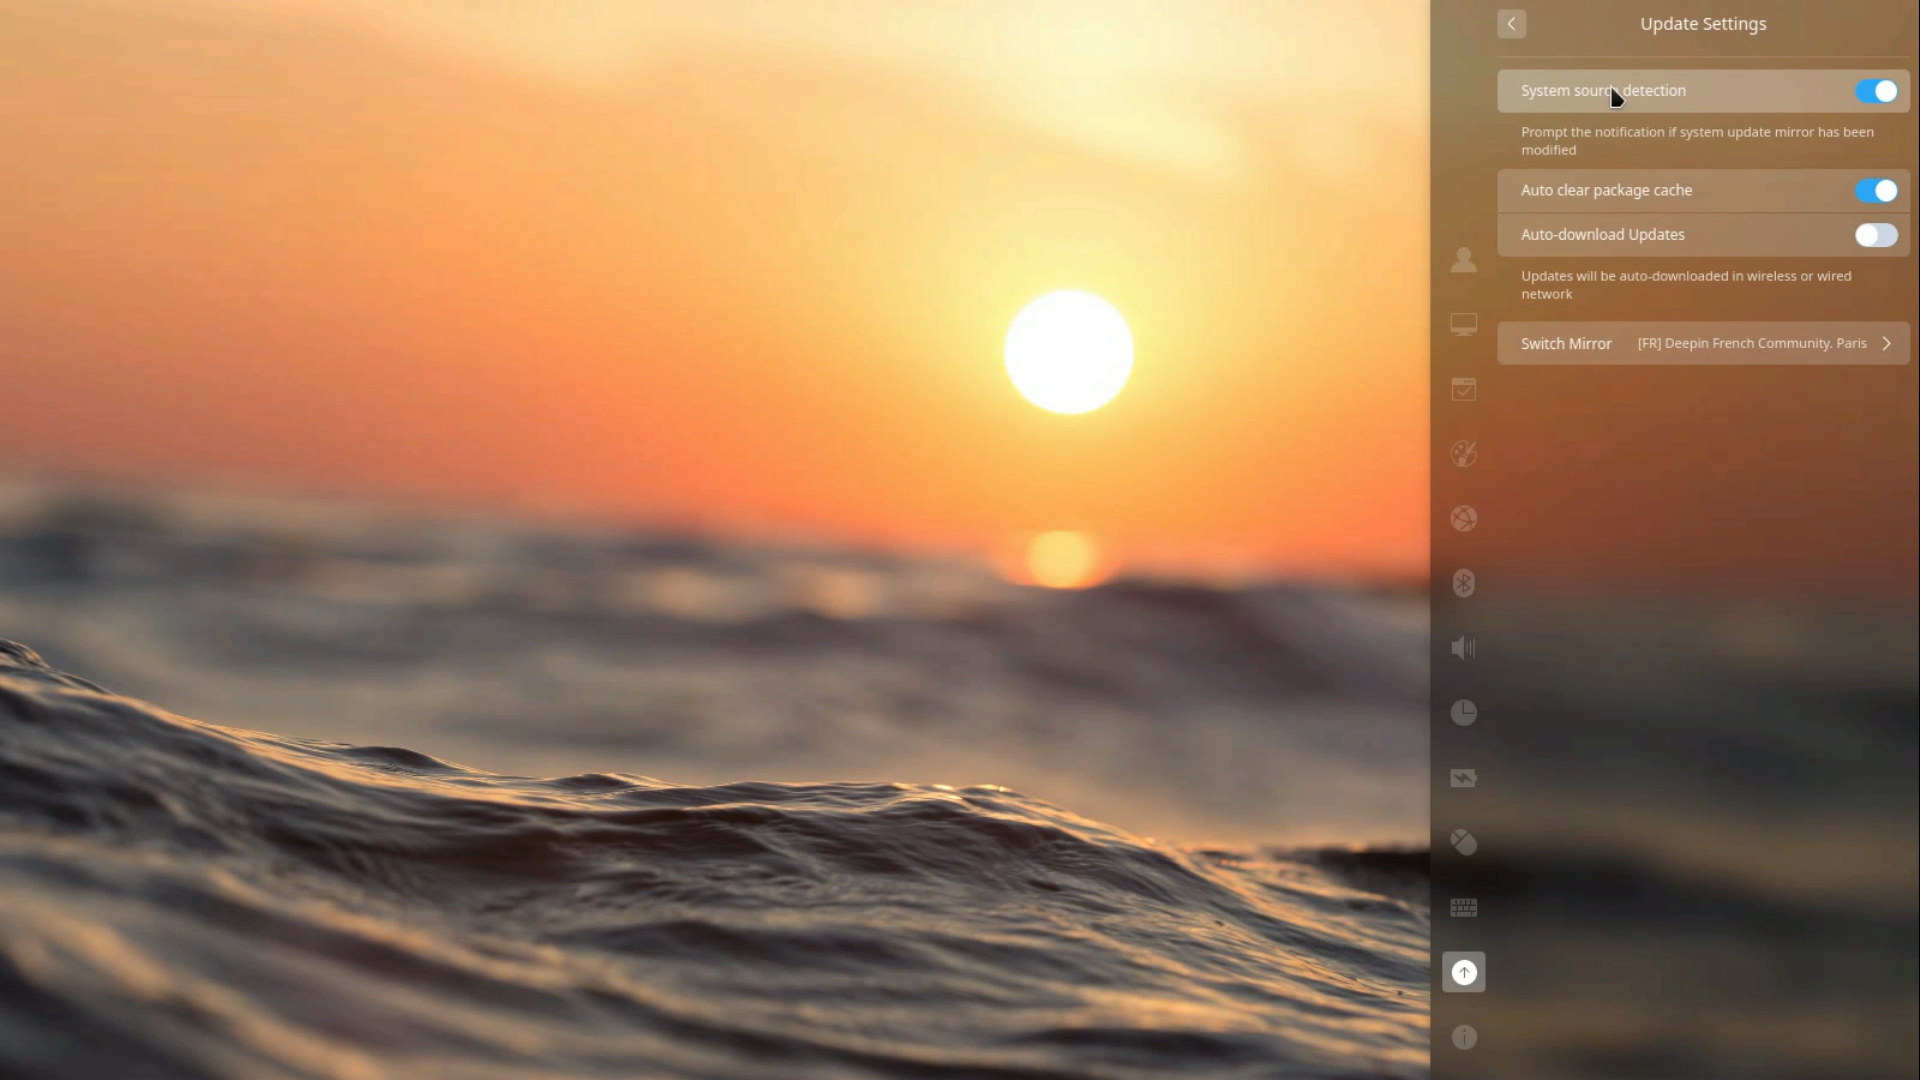 Update Settings
System source detection
Prompt the notification if system update mirror has been
modified
Auto clear package cache
Auto-download Updates
Updates will be auto-downloaded in wireless or wired
network
Switch Mirror [FR] Deepin French Community. Paris